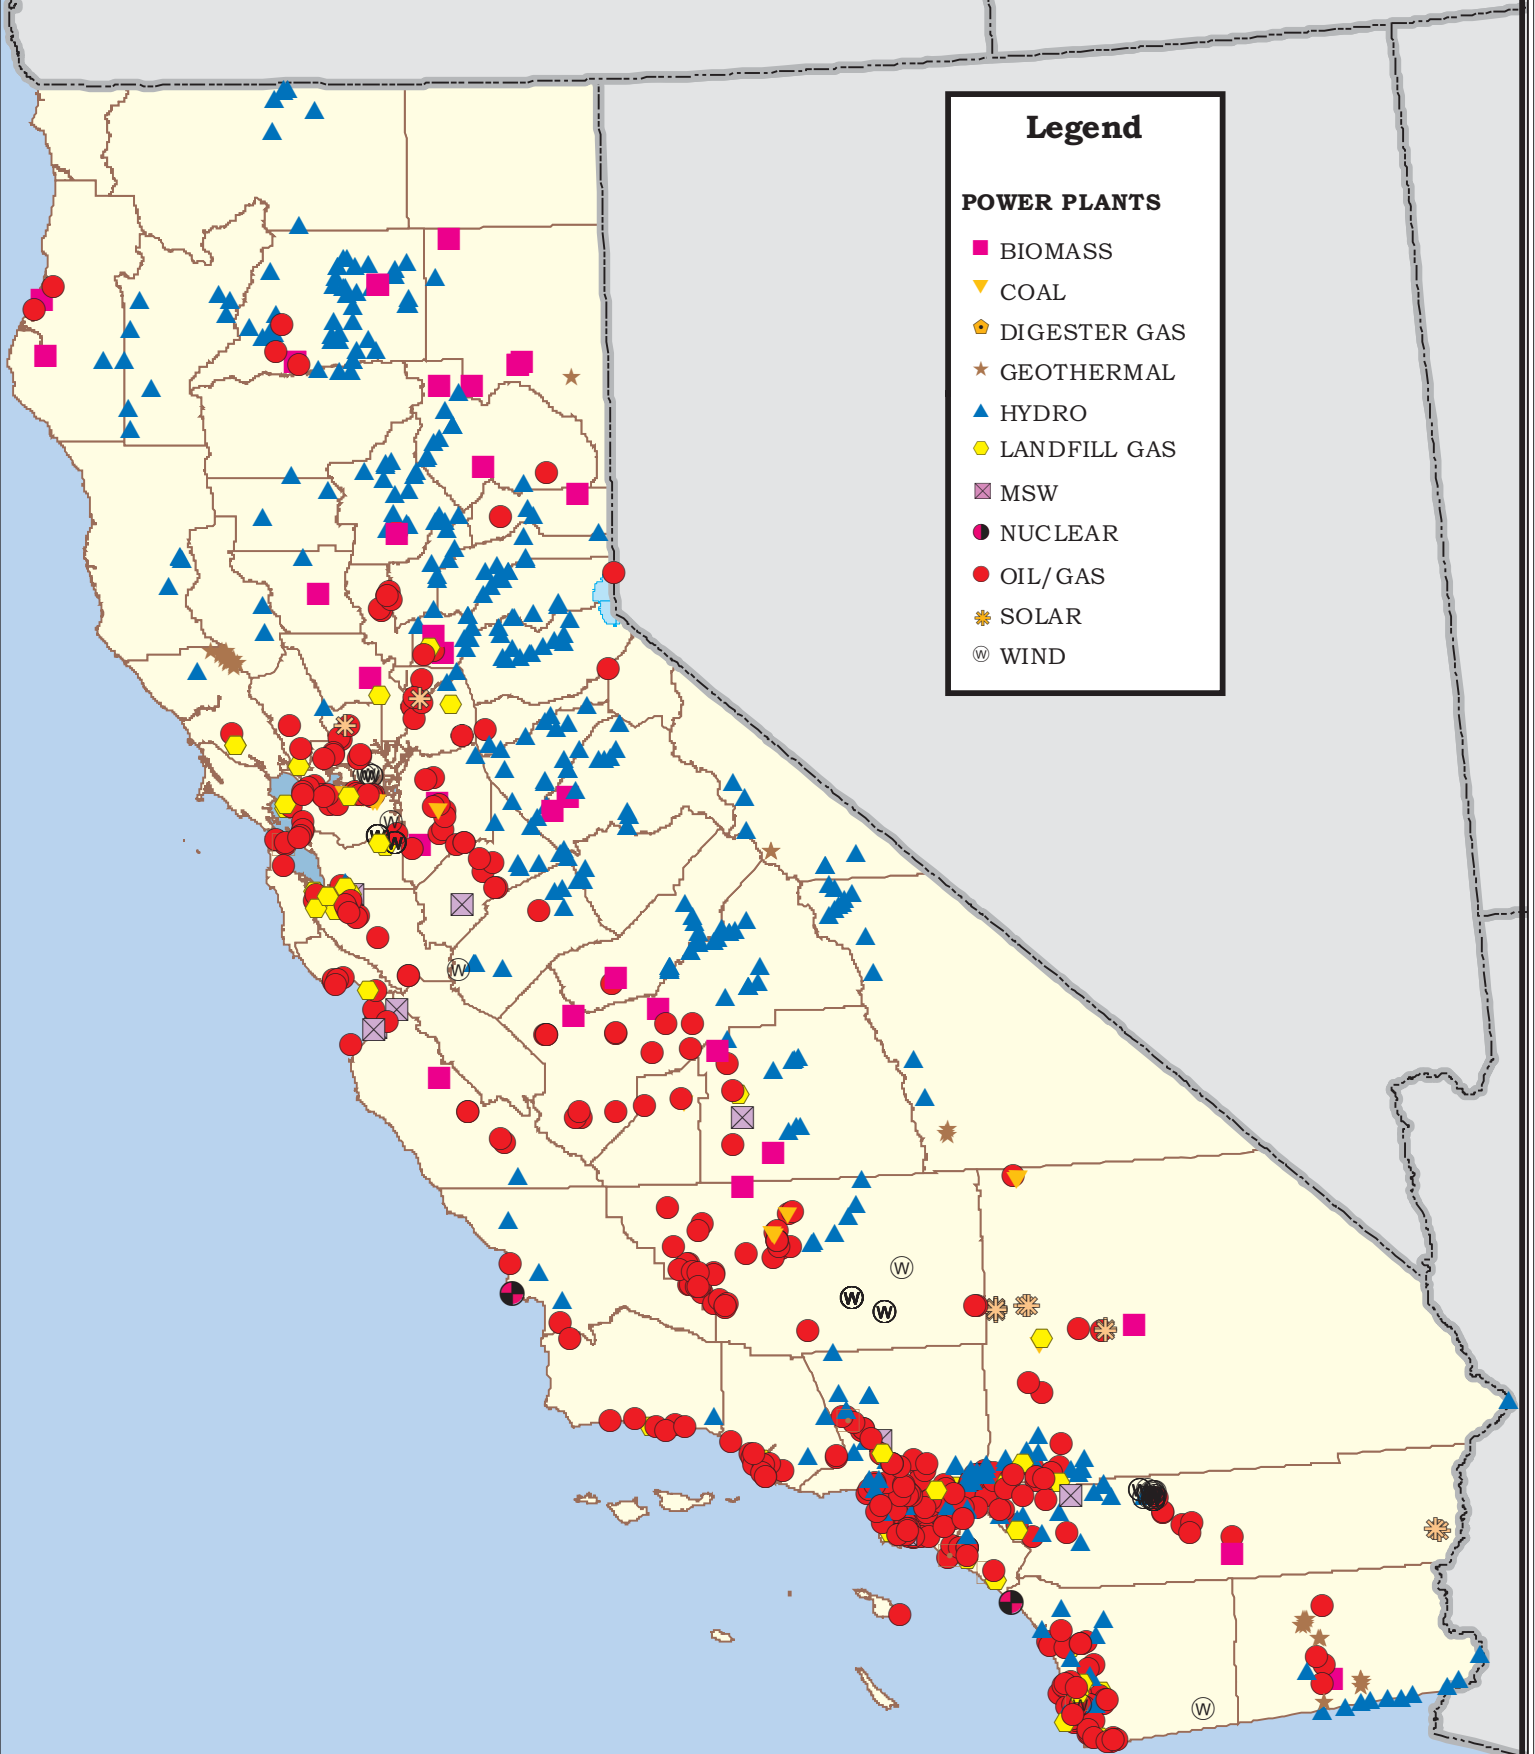 Legend
POWER PLANTS
BIOMASS
COAL
DIGESTER GAS
GEOTHERMAL
HYDRO
LANDFILL GAS
MSW
NUCLEAR
OIL/GAS
SOLAR
W WIND
W
W
W
W
W
W
W
W
W
W